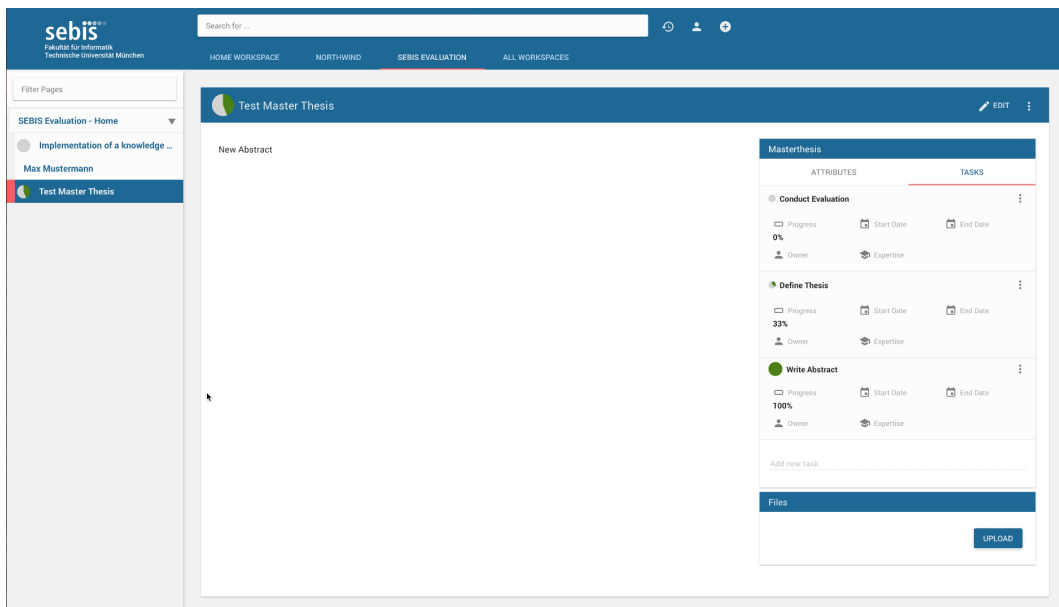 sebis
Fakultät für Informatik
Technische Universität München
Search for ...
HOME WORKSPACE NORTHWIND SEBIS EVALUATION ALL WORKSPACES
Filter Pages
SEBIS Evaluation - Home
Implementation of a knowledge ...
Max Mustermann
Test Master Thesis
Test Master Thesis
EDIT
New Abstract
Masterthesis
ATTRIBUTES TASKS
Conduct Evaluation
Progress Start Date End Date
0%
Owner Expertise
Define Thesis
Progress Start Date End Date
33%
Owner Expertise
Write Abstract
Progress Start Date End Date
100%
Owner Expertise
Add new task
Files
UPLOAD